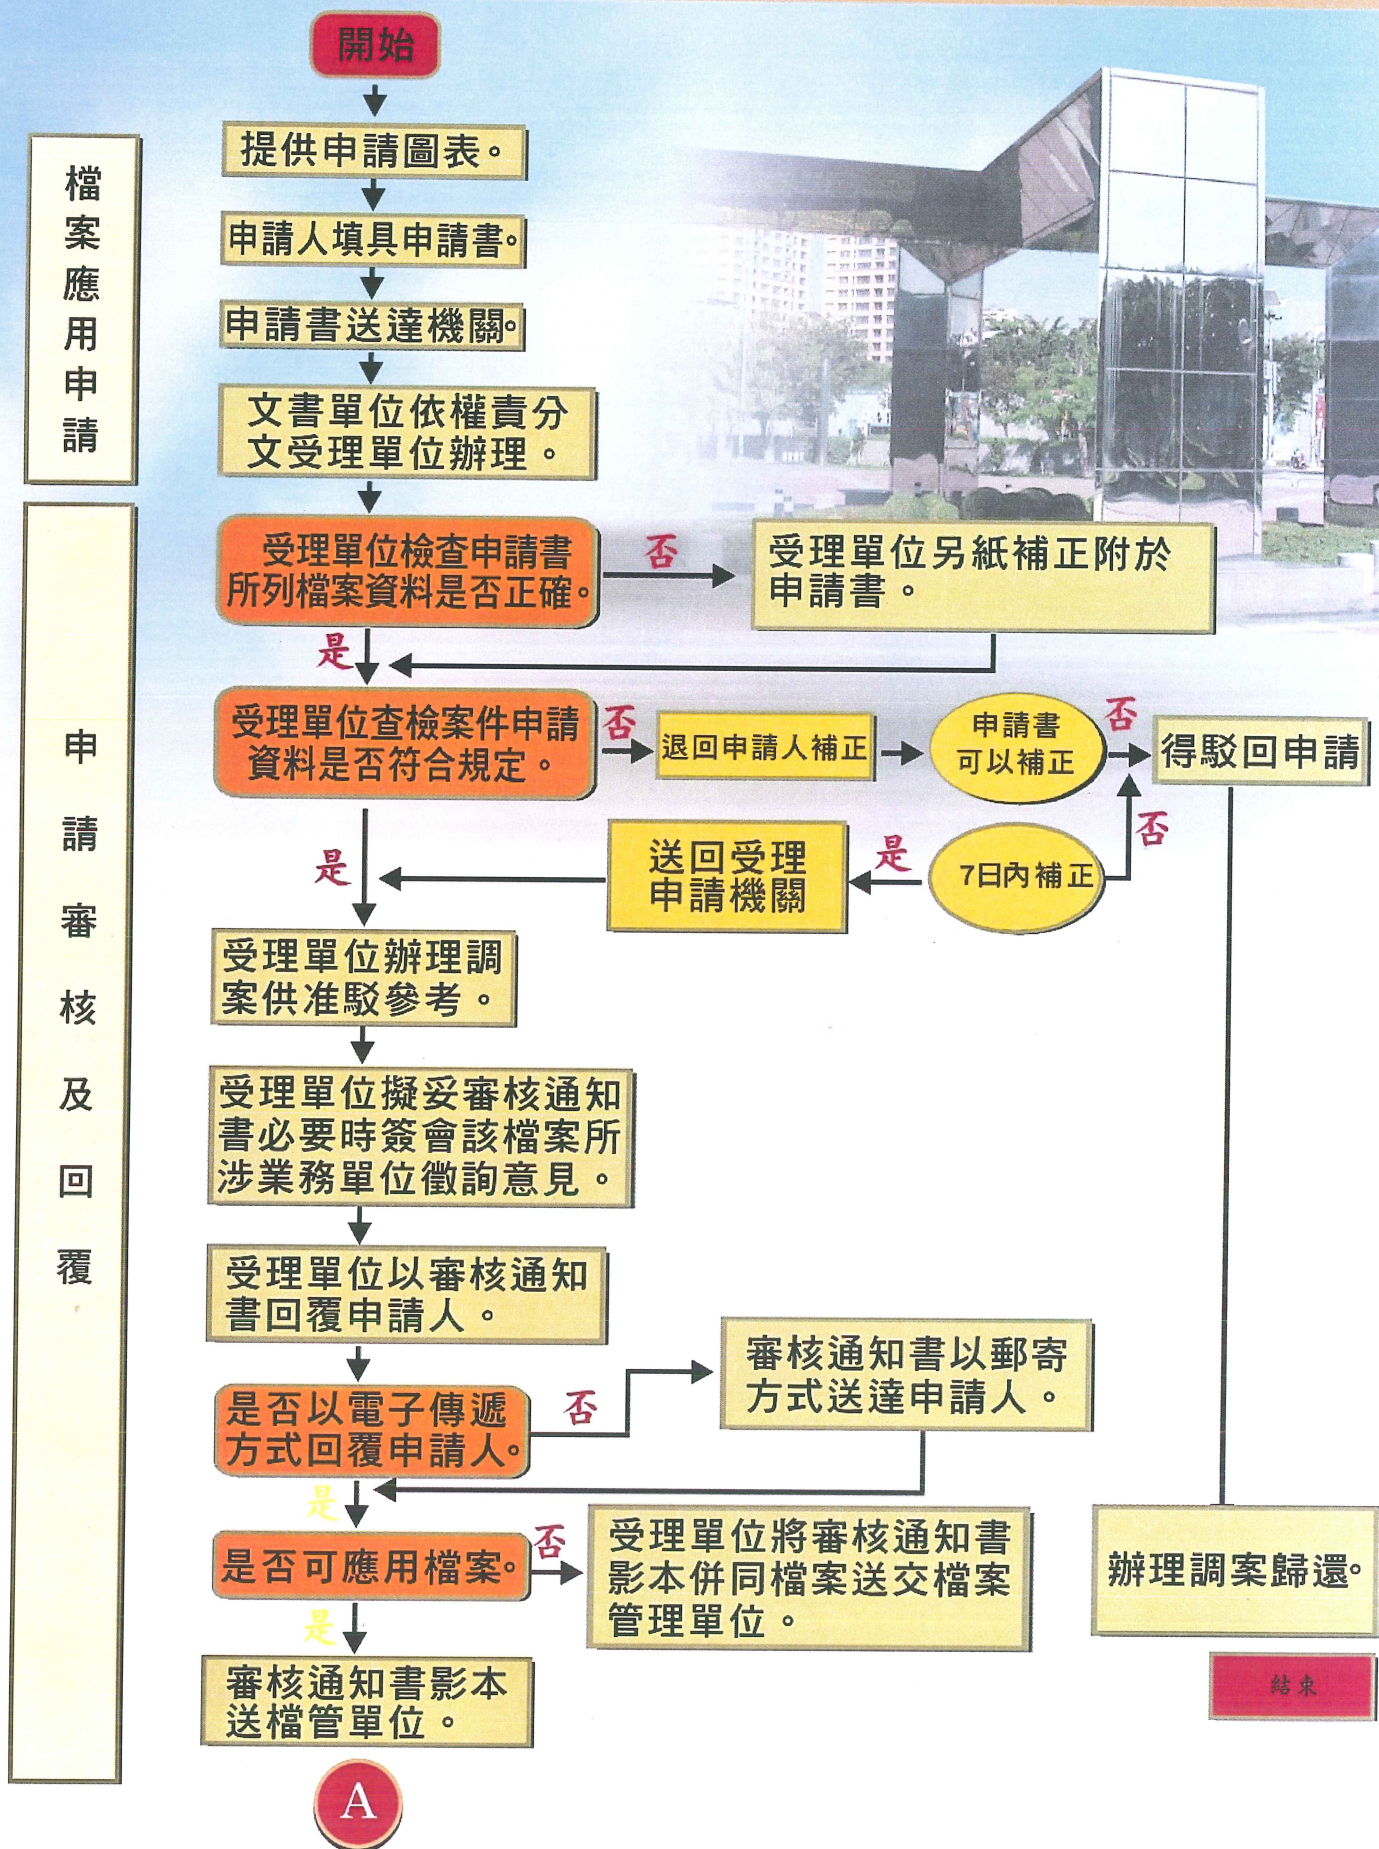 開始
提供申請圖表。
申請人填具申請書。
申請書送達機關。
文書單位依權責分
文受理單位辦理。
檔案應用申請
受理單位檢查申請書
所列檔案資料是否正確。
否
受理單位另紙補正附於
申請書。
是
受理單位查檢案件申請
資料是否符合規定。
否
退回申請人補正
申請書
可以補正
否
得駁回申請
是
送回受理
申請機關
是
7日內補正
否
受理單位辦理調
案供准駁參考。
受理單位擬妥審核通知
書必要時簽會該檔案所
涉業務單位徵詢意見。
受理單位以審核通知
書回覆申請人。
審核通知書以郵寄
方式送達申請人。
是否以電子傳遞
方式回覆申請人。
否
是
是否可應用檔案。
否
受理單位將審核通知書
影本併同檔案送交檔案
管理單位。
辦理調案歸還。
是
審核通知書影本
送檔管單位。
結束
A
申請審核及回覆